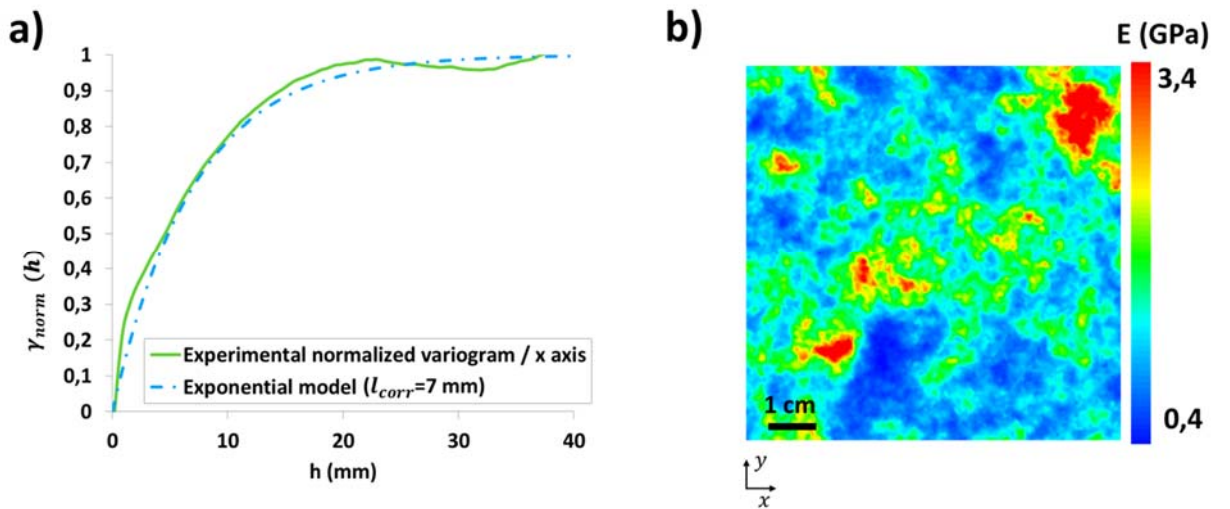 a)
1
0,9
0,8
0,7
0,6
0,5
0,4
0,3
0,2
0,1
0
γnorm (h)
Experimental normalized variogram / x axis
Exponential model (lcorr=7 mm)
0 10 20 30 40
h (mm)
b)
E (GPa)
3,4
0,4
1 cm
y
x